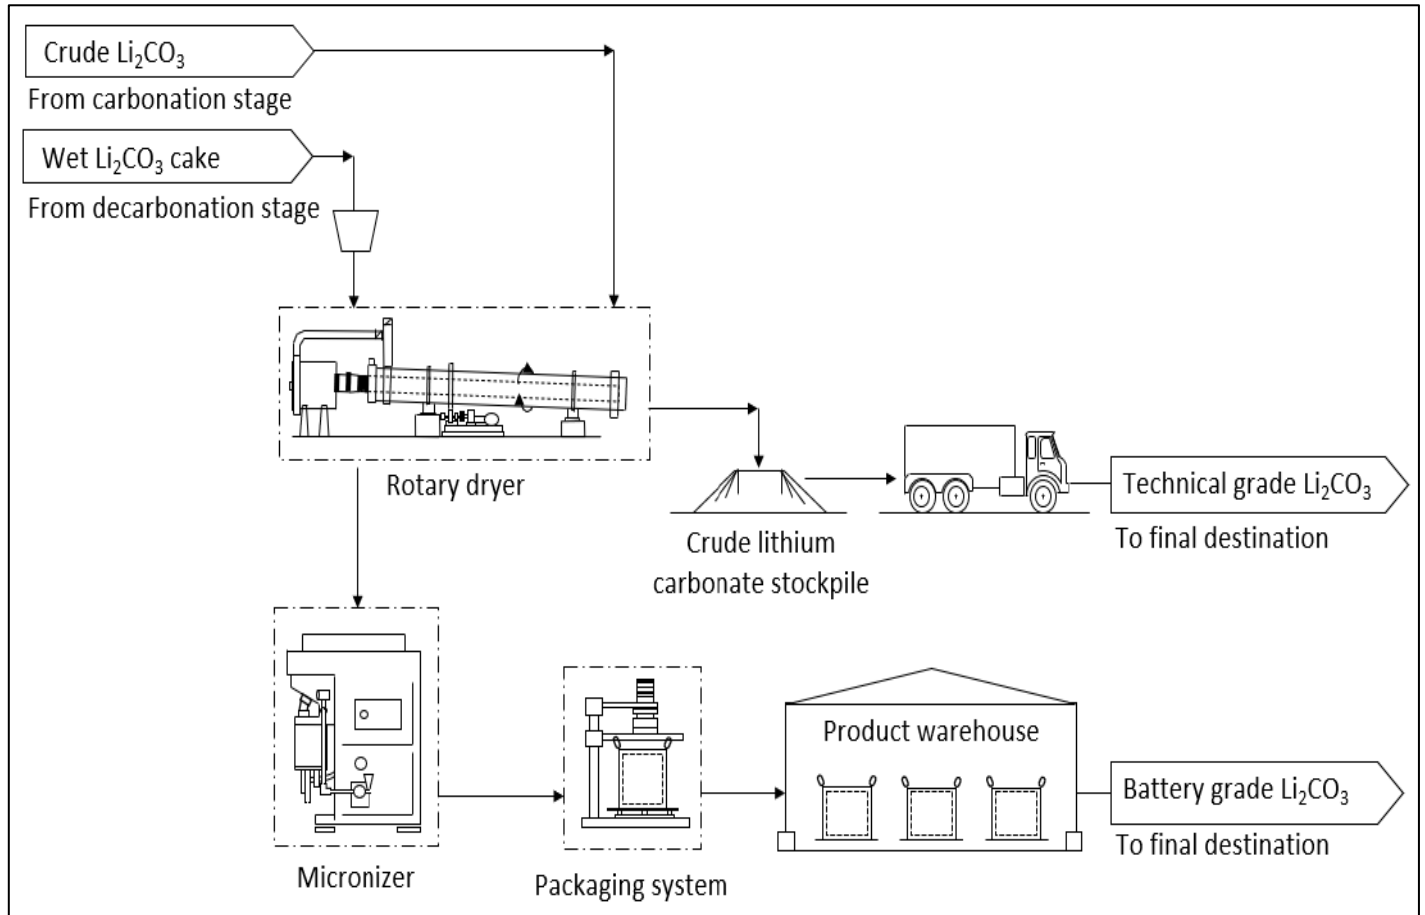 Crude Li₂CO₃
From carbonation stage
Wet Li₂CO₃ cake
From decarbonation stage
Rotary dryer
Crude lithium
carbonate stockpile
Technical grade Li₂CO₃
To final destination
Micronizer
Packaging system
Product warehouse
Battery grade Li₂CO₃
To final destination